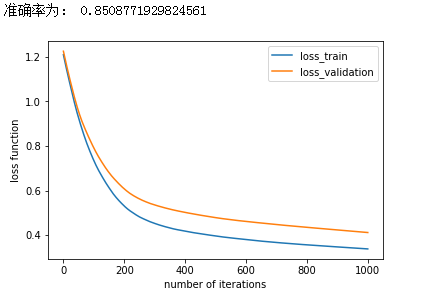 准确率为： 0.8508771929824561
loss_train
loss_validation
1.2
1.0
0.8
0.6
0.4
loss function
0 200 400 600 800 1000
number of iterations